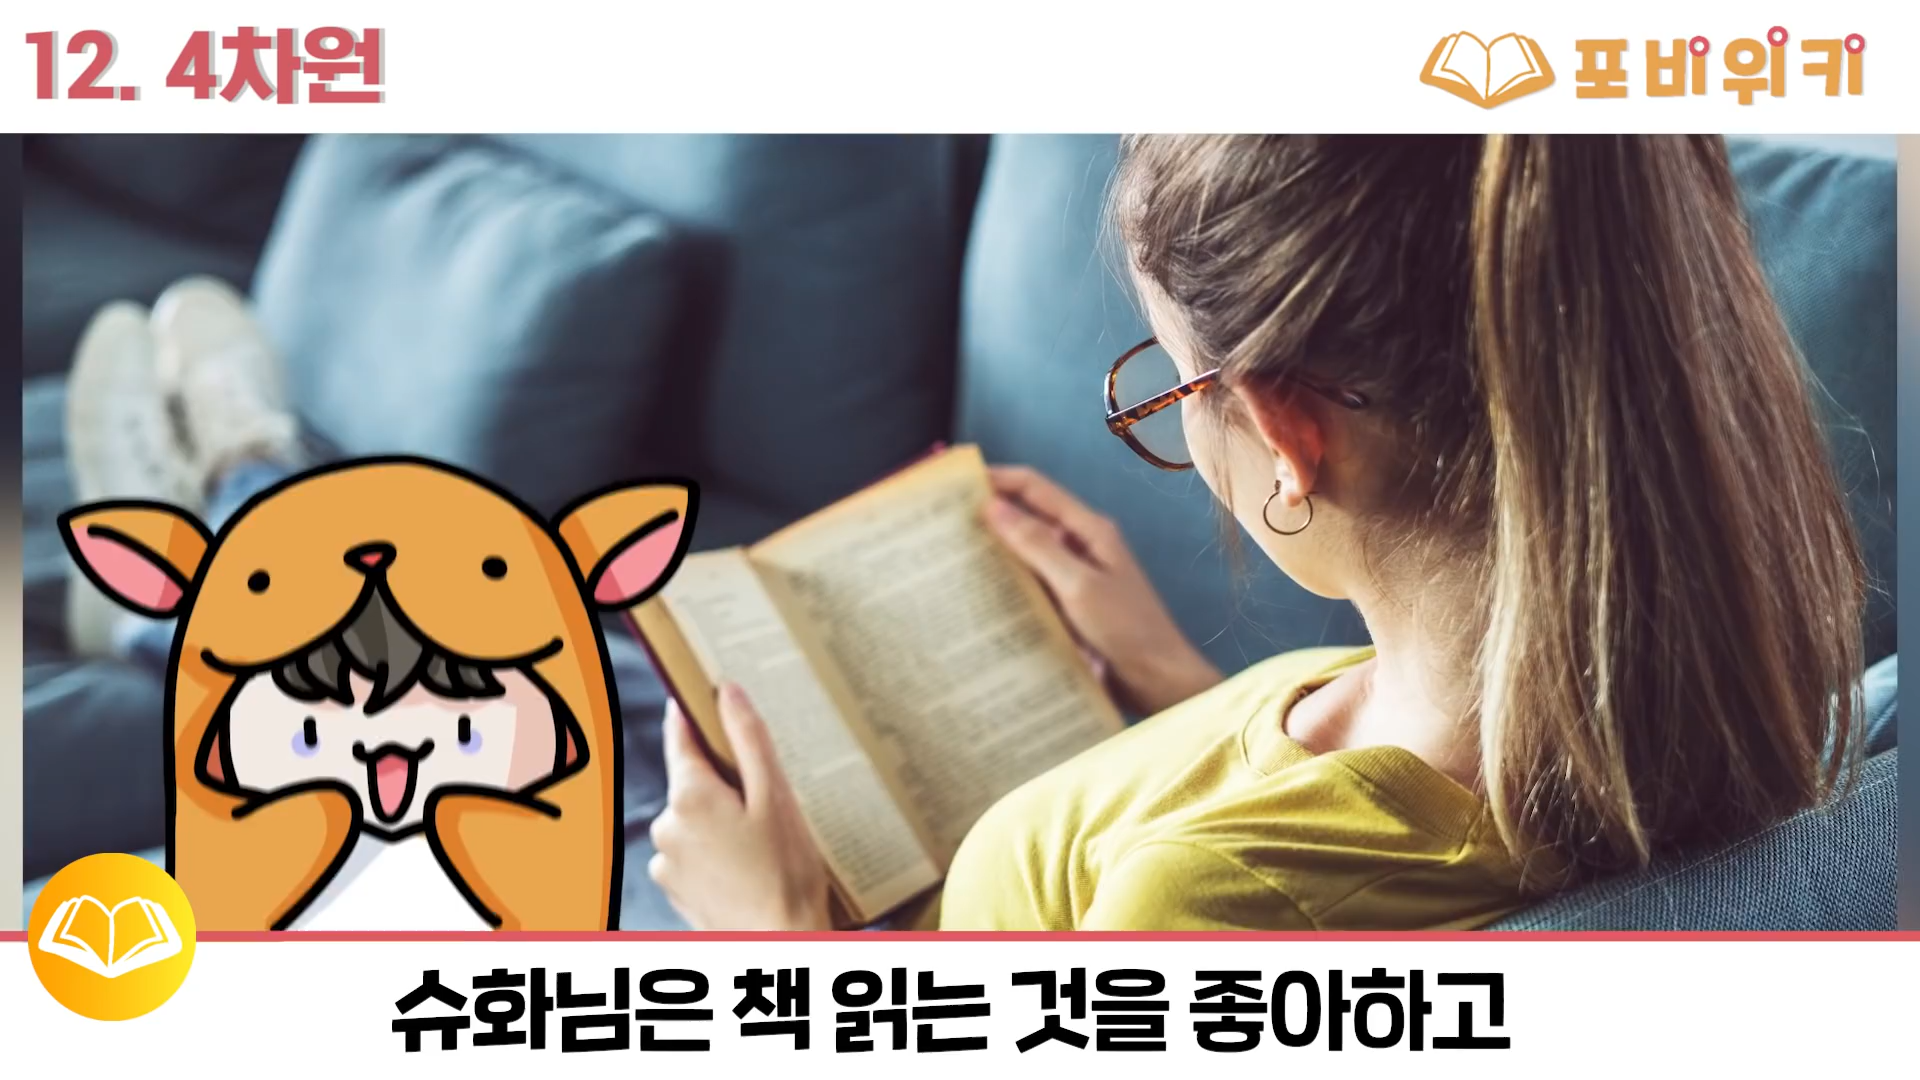 12. 4차원
포비위키
슈화님은 책 읽는 것을 좋아하고